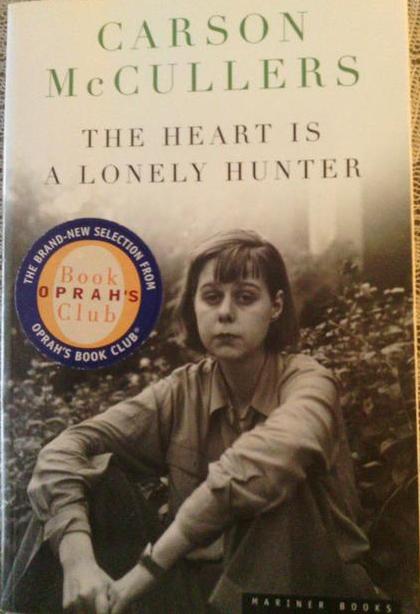 CARSON
McCULLERS
THE HEART IS
A LONELY HUNTER
THE BRAND-NEW SELECTION FROM
Book
OPRAH'S
Club
OPRAH'S BOOK CLUB®
MARINER BOOKS